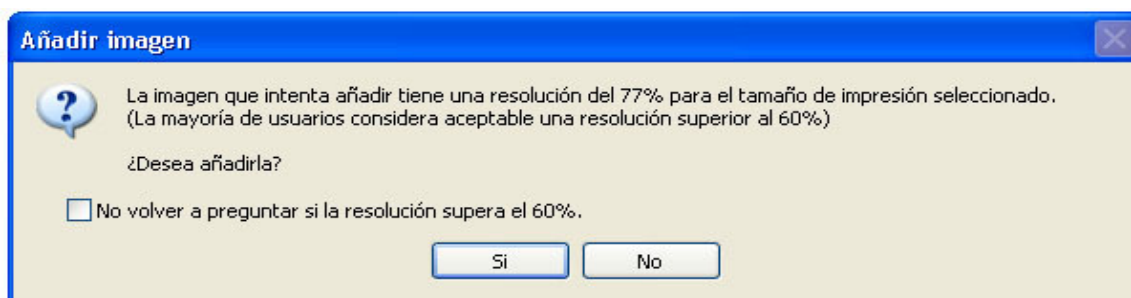 Añadir imagen
La imagen que intenta añadir tiene una resolución del 77% para el tamaño de impresión seleccionado.
(La mayoría de usuarios considera aceptable una resolución superior al 60%)
¿Desea añadirla?
No volver a preguntar si la resolución supera el 60%.
Si
No